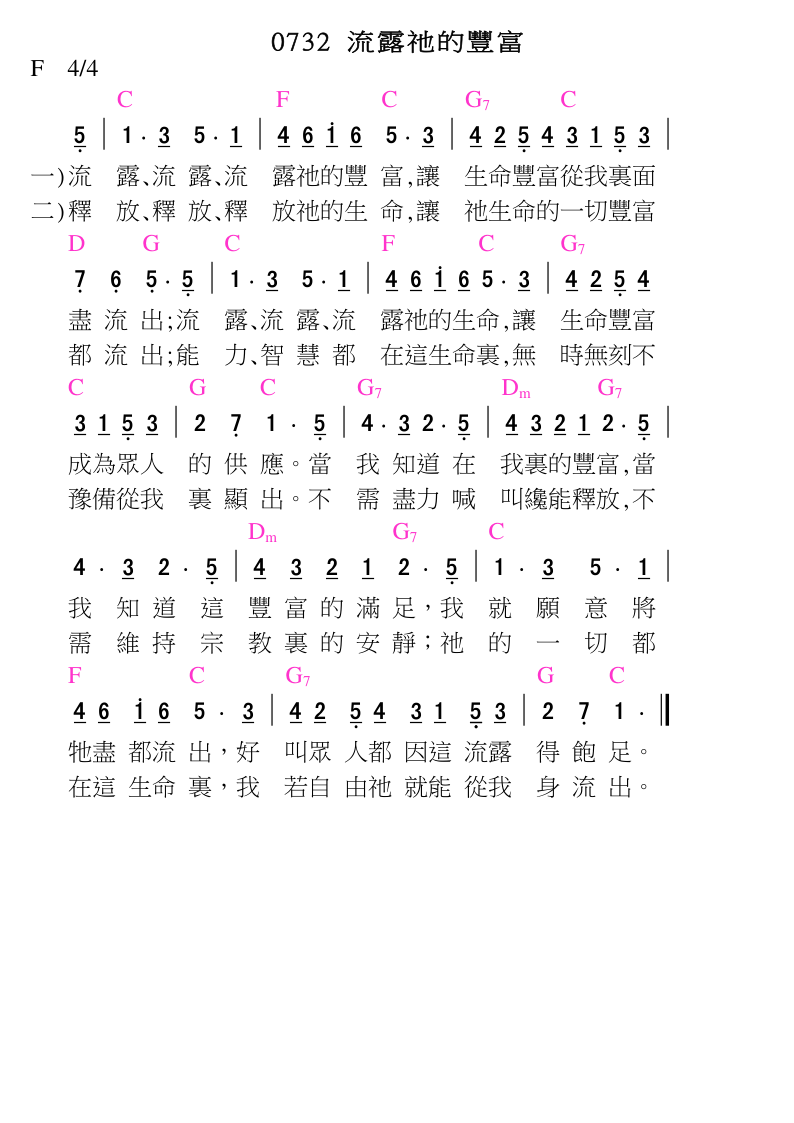 0732 流露祂的豐富
F 4/4
C F C G7 C
5̣ | 1 · 3 5 · 1 | 4 6 i 6 5 · 3 | 4 2 5̣ 4 3 1 5̣ 3 |
一)流 露、流 露、流 露祂的豐 富,讓 生命豐富從我裏面
二)釋 放、釋 放、釋 放祂的生 命,讓 祂生命的一切豐富
D G C F C G7
7̣ 6̣ 5̣ · 5̣ | 1 · 3 5 · 1 | 4 6 i 6 5 · 3 | 4 2 5̣ 4
盡 流 出;流 露、流 露、流 露祂的生命,讓 生命豐富
都 流 出;能 力、智 慧 都 在這生命裏,無 時無刻不
C G C G7 Dm G7
3 1 5̣ 3 | 2 7̣ 1 · 5̣ | 4 · 3 2 · 5̣ | 4 3 2 1 2 · 5̣ |
成為眾人 的 供 應。當 我 知道 在 我裏的豐富,當
豫備從我 裏 顯 出。不 需 盡力 喊 叫纔能釋放,不
Dm G7 C
4 · 3 2 · 5̣ | 4 3 2 1 2 · 5̣ | 1 · 3 5 · 1 |
我 知 道 這 豐 富 的 滿 足,我 就 願 意 將
需 維 持 宗 教 裏 的 安 靜;祂 的 一 切 都
F C G7 G C
4 6 i 6 5 · 3 | 4 2 5̣ 4 3 1 5̣ 3 | 2 7̣ 1 · ‖
牠盡 都流 出,好 叫眾 人都 因這 流露 得 飽 足。
在這 生命 裏,我 若自 由祂 就能 從我 身 流 出。